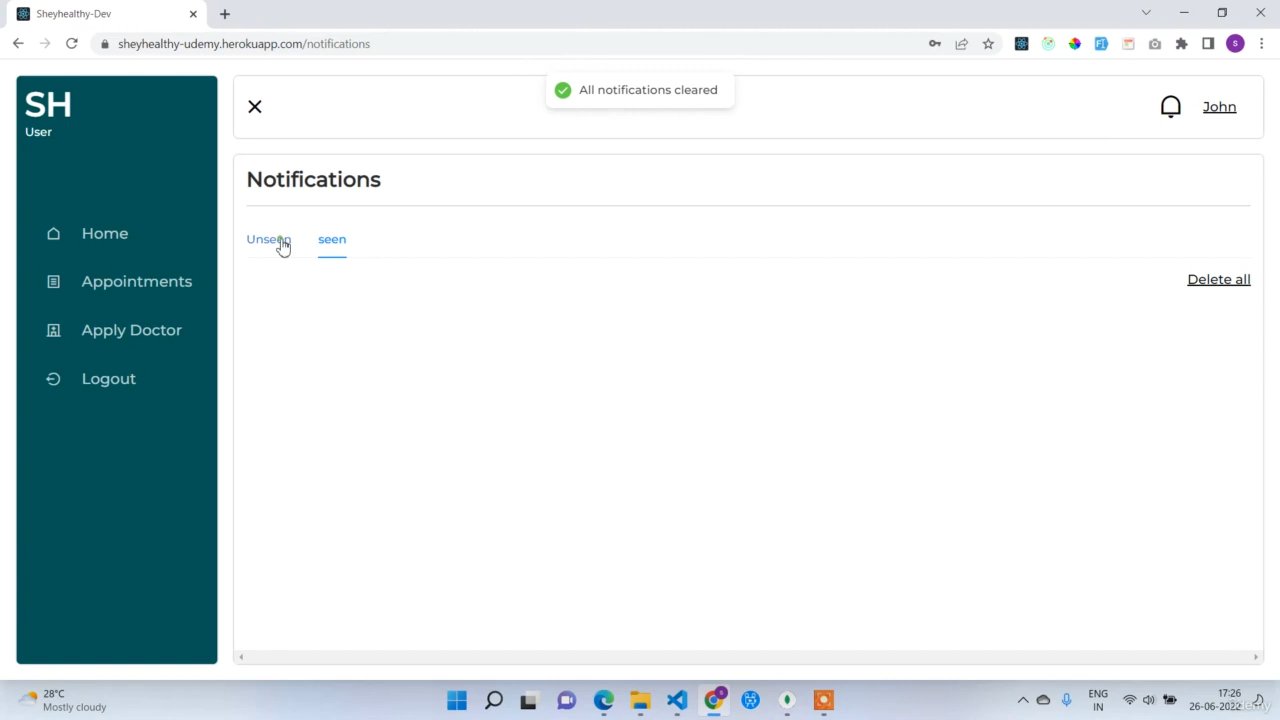 Sheyhealthy-Dev
sheyhealthy-udemy.herokuapp.com/notifications
S
SH
User
All notifications cleared
John
Notifications
Unseen
seen
Home
Delete all
Appointments
Apply Doctor
Logout
28°C
Mostly cloudy
ENG
IN
17:26
26-06-2022